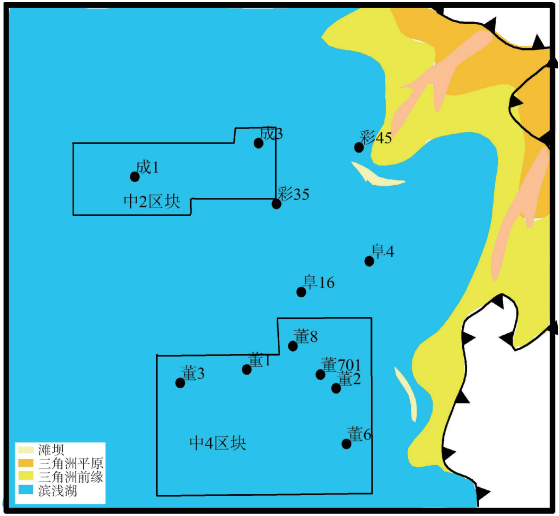 成3
彩45
成1
中2区块
彩35
阜4
阜16
董8
董1
董701
董3
董2
董6
中4区块
滩坝
三角洲平原
三角洲前缘
滨浅湖